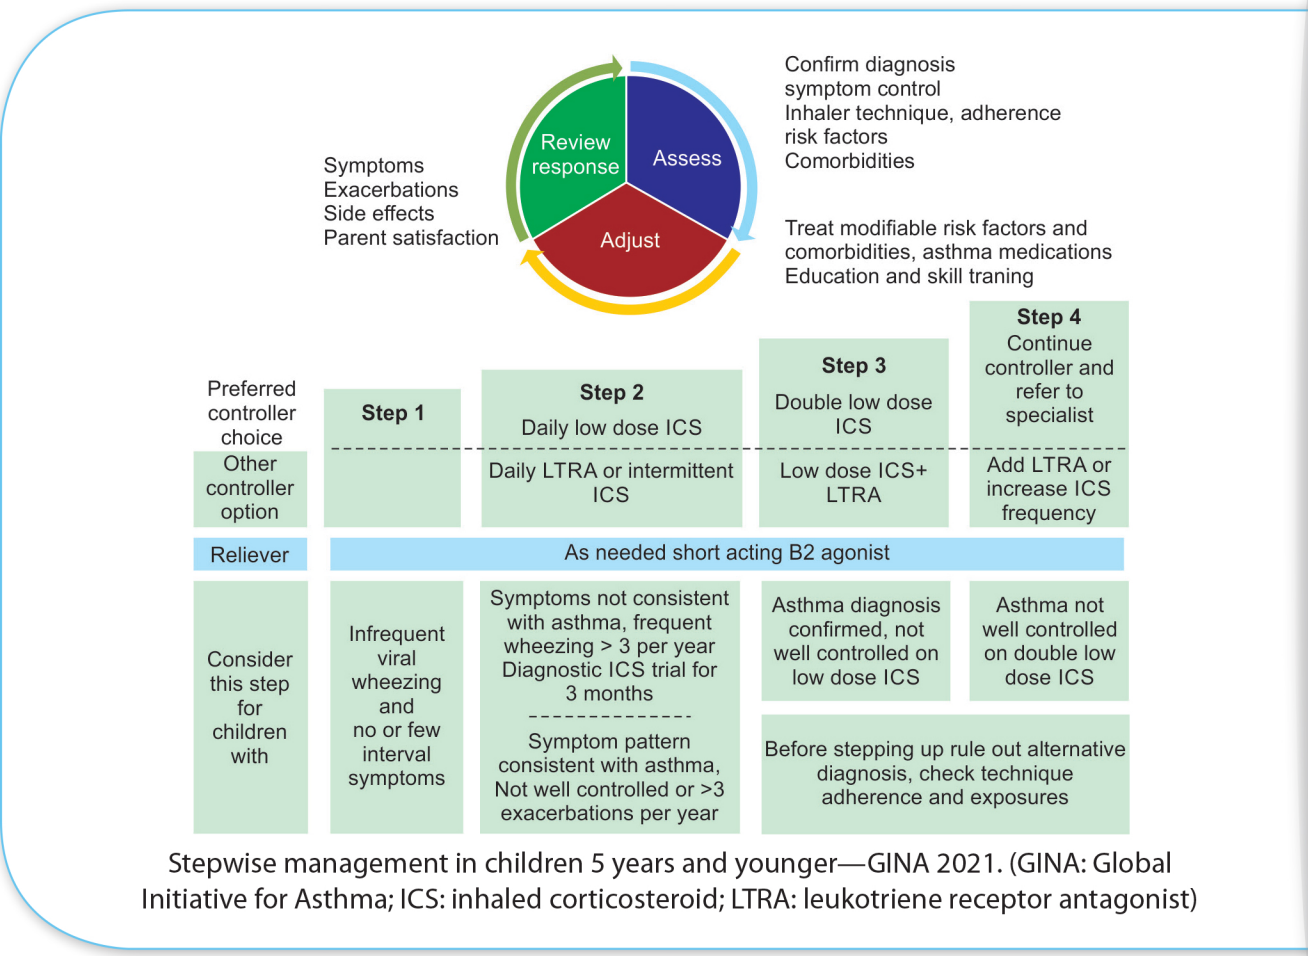 Confirm diagnosis
symptom control
Inhaler technique, adherence
risk factors
Comorbidities
Review
response
Assess
Adjust
Symptoms
Exacerbations
Side effects
Parent satisfaction
Treat modifiable risk factors and
comorbidities, asthma medications
Education and skill traning
Preferred
controller
choice
Step 1
Step 2
Daily low dose ICS
Step 3
Double low dose
ICS
Step 4
Continue
controller and
refer to
specialist
Other
controller
option
Daily LTRA or intermittent
ICS
Low dose ICS+
LTRA
Add LTRA or
increase ICS
frequency
Reliever
As needed short acting B2 agonist
Consider
this step
for
children
with
Infrequent
viral
wheezing
and
no or few
interval
symptoms
Symptoms not consistent
with asthma, frequent
wheezing > 3 per year
Diagnostic ICS trial for
3 months
Symptom pattern
consistent with asthma,
Not well controlled or >3
exacerbations per year
Asthma diagnosis
confirmed, not
well controlled on
low dose ICS
Asthma not
well controlled
on double low
dose ICS
Before stepping up rule out alternative
diagnosis, check technique
adherence and exposures
Stepwise management in children 5 years and younger—GINA 2021. (GINA: Global
Initiative for Asthma; ICS: inhaled corticosteroid; LTRA: leukotriene receptor antagonist)